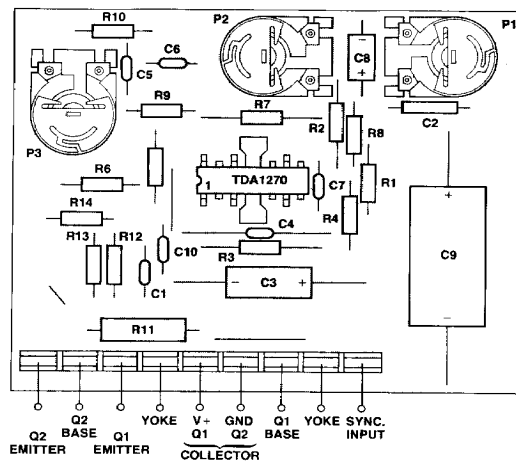 R10
P2
P1
C6
C5
C8
R9
R7
R2
R8
C2
P3
R6
1 TDA1270
C7
R1
R14
R4
C4
R13 R12
C10
R3
C9
C1
C3
R11
Q2 EMITTER
Q2 BASE
Q1 EMITTER
YOKE
V+ Q1
GND Q2
COLLECTOR
Q1 BASE
YOKE
SYNC. INPUT